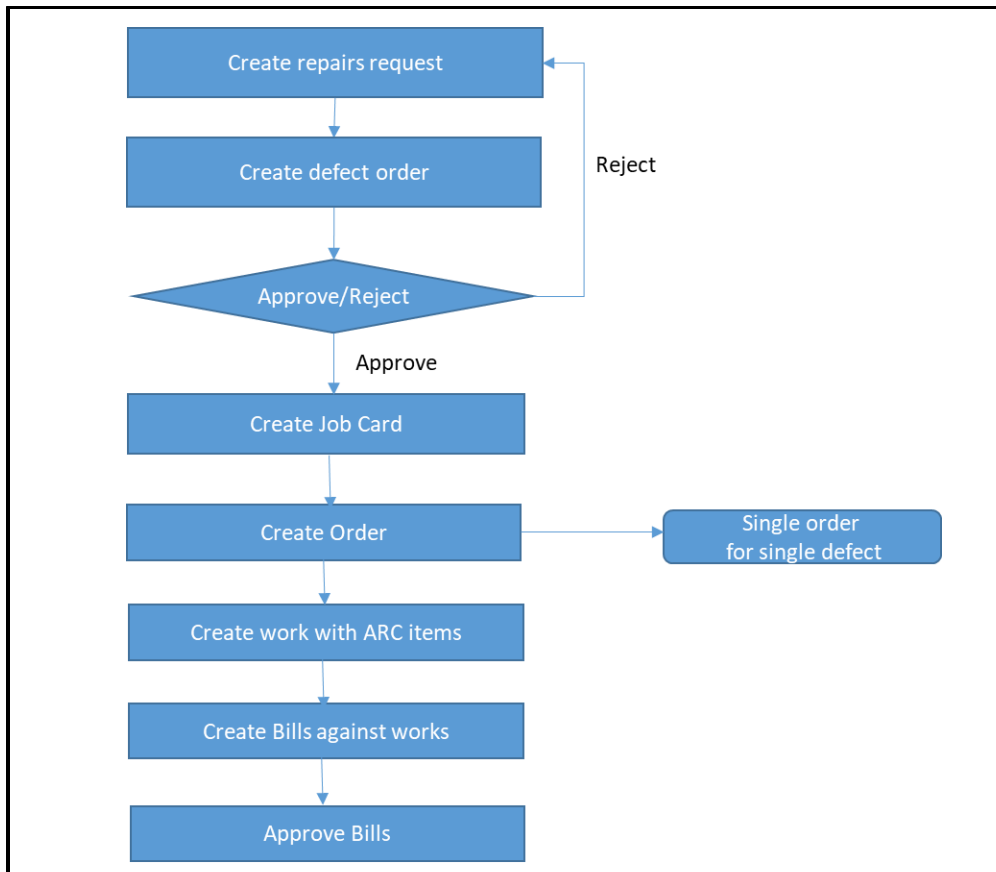 Create repairs request
Create defect order
Reject
Approve/Reject
Approve
Create Job Card
Create Order
Single order
for single defect
Create work with ARC items
Create Bills against works
Approve Bills